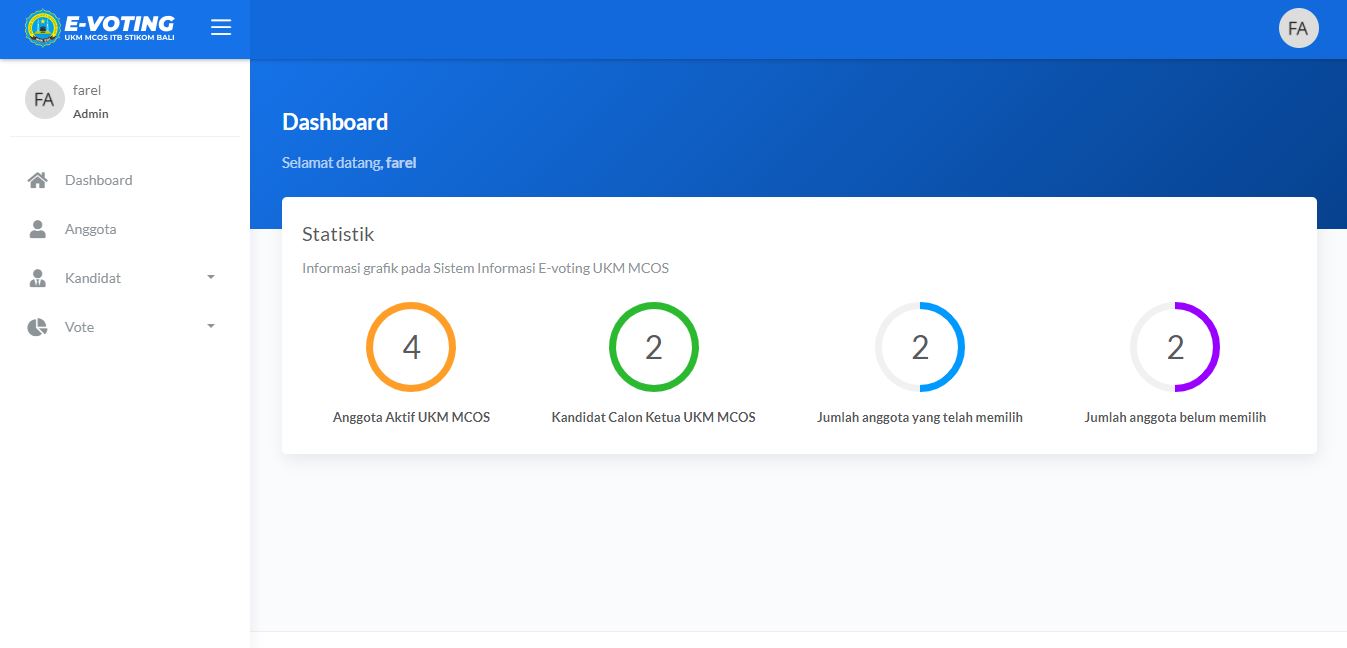 E-VOTING
UKM MCOS ITB STIKOM BALI
FA
FA
farel
Admin
Dashboard
Anggota
Kandidat
Vote
Dashboard
Selamat datang, farel
Statistik
Informasi grafik pada Sistem Informasi E-voting UKM MCOS
4
Anggota Aktif UKM MCOS
2
Kandidat Calon Ketua UKM MCOS
2
Jumlah anggota yang telah memilih
2
Jumlah anggota belum memilih